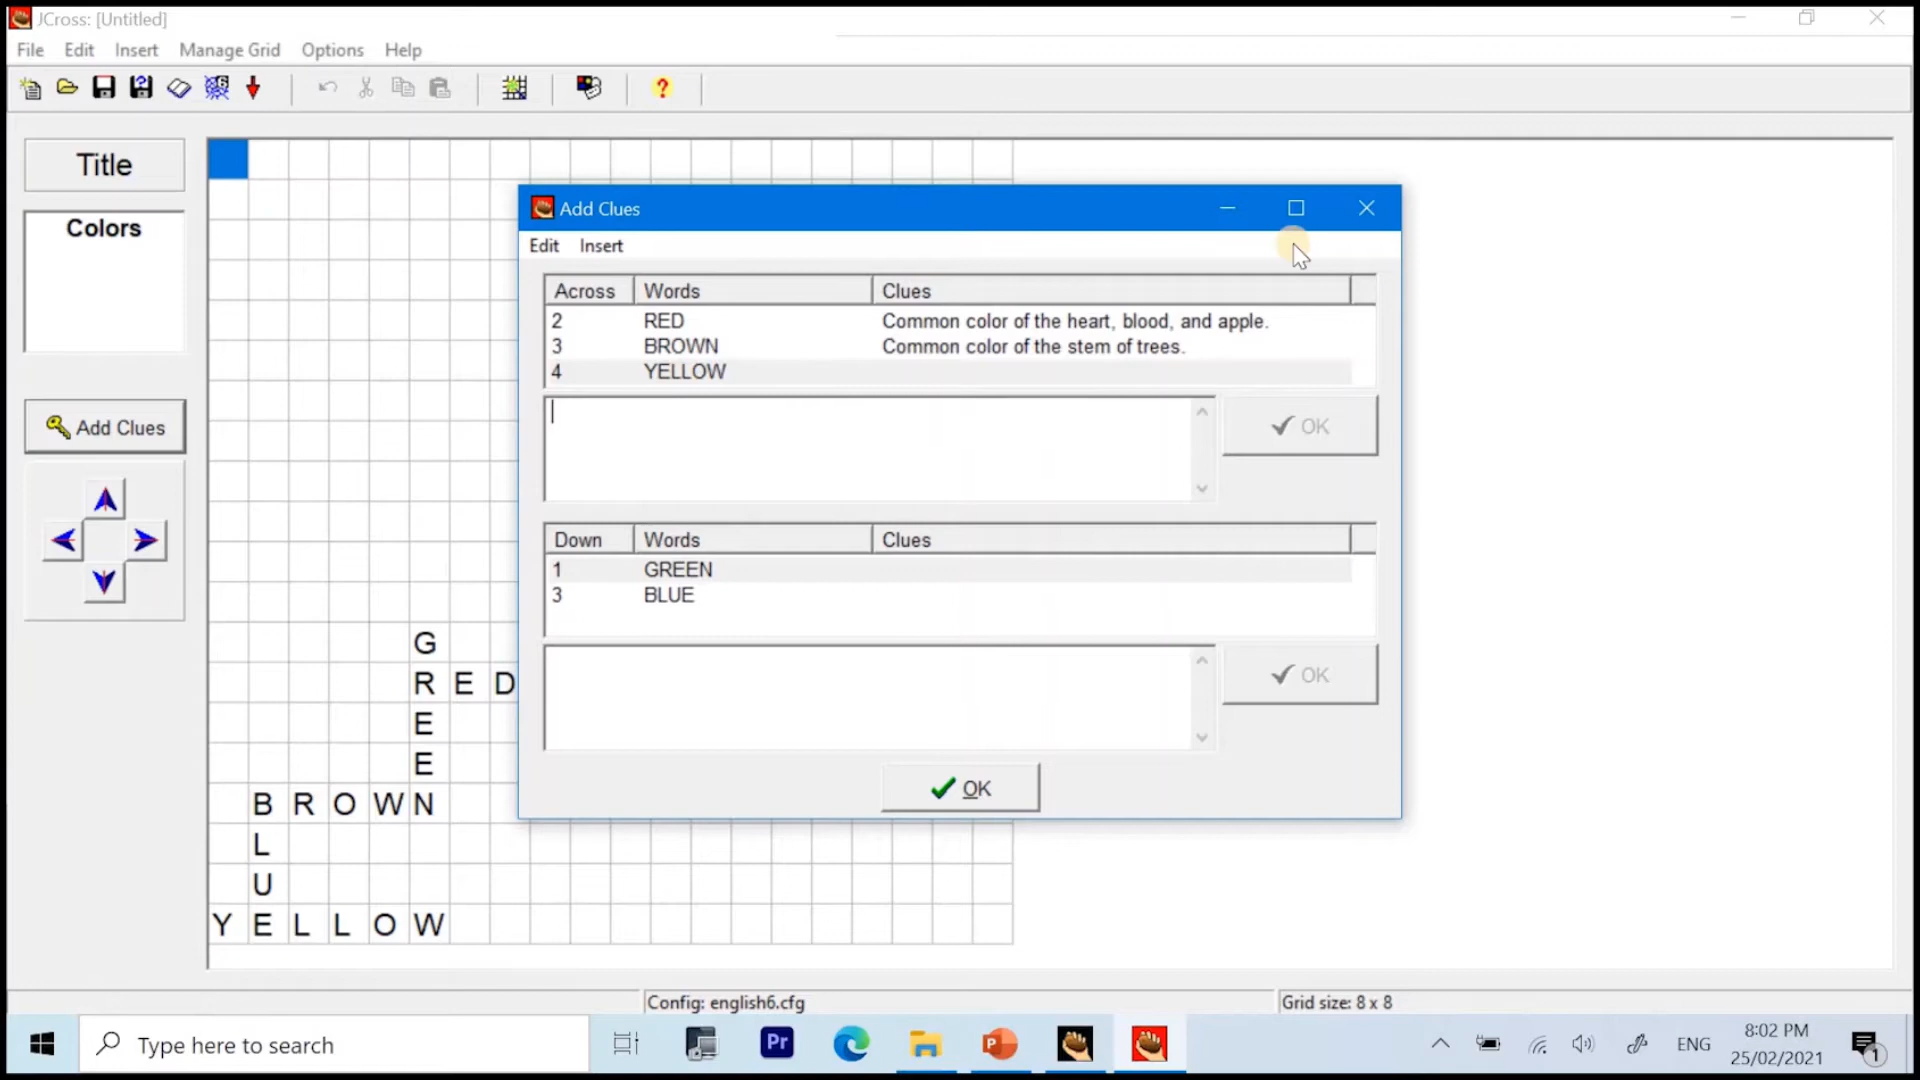 JCross: [Untitled]
File Edit Insert Manage Grid Options Help
Title
Colors
Add Clues
Add Clues
Edit Insert
Across Words Clues
2 RED Common color of the heart, blood, and apple.
3 BROWN Common color of the stem of trees.
4 YELLOW
OK
Down Words Clues
1 GREEN
3 BLUE
OK
OK
G
R E D
E
E
B R O W N
L
U
Y E L L O W
Config: english6.cfg
Grid size: 8 x 8
Type here to search
Pr
ENG
8:02 PM
25/02/2021
1